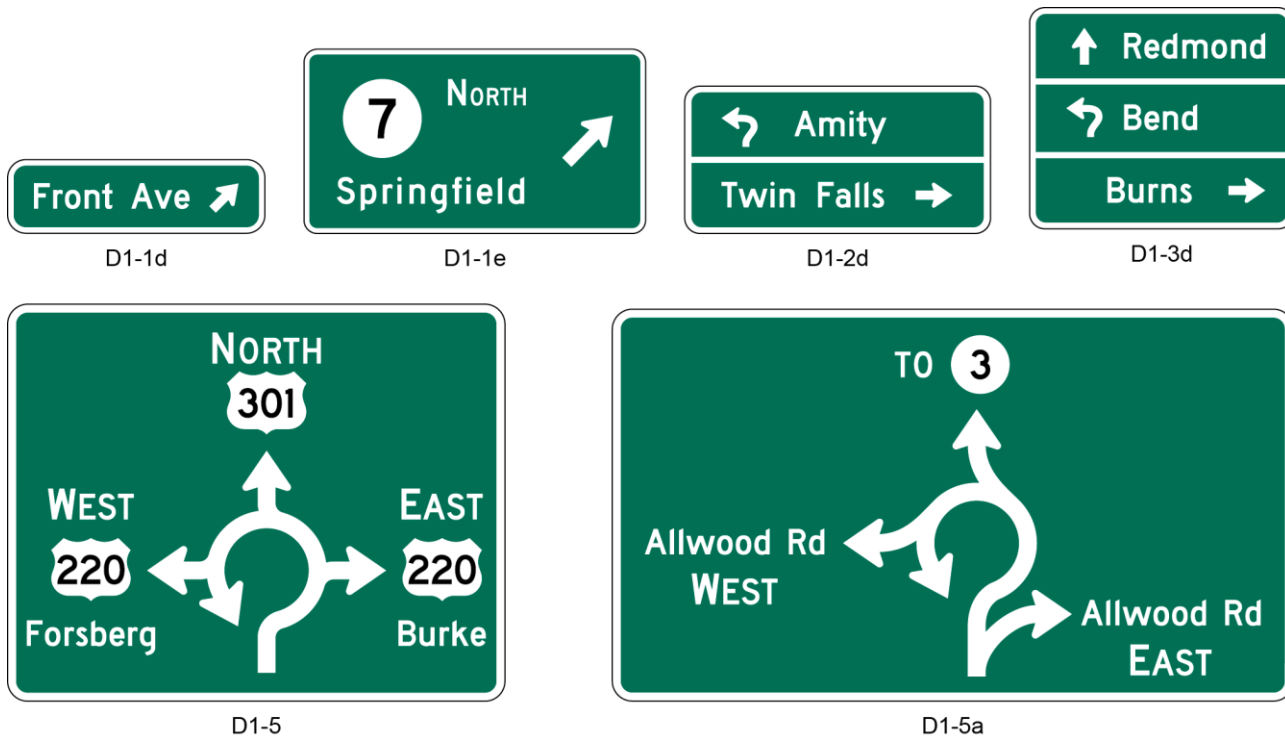 Front Ave
D1-1d
7 NORTH
Springfield
D1-1e
Amity
Twin Falls
D1-2d
Redmond
Bend
Burns
D1-3d
NORTH
301
WEST
220
Forsberg
EAST
220
Burke
D1-5
TO 3
Allwood Rd
WEST
Allwood Rd
EAST
D1-5a